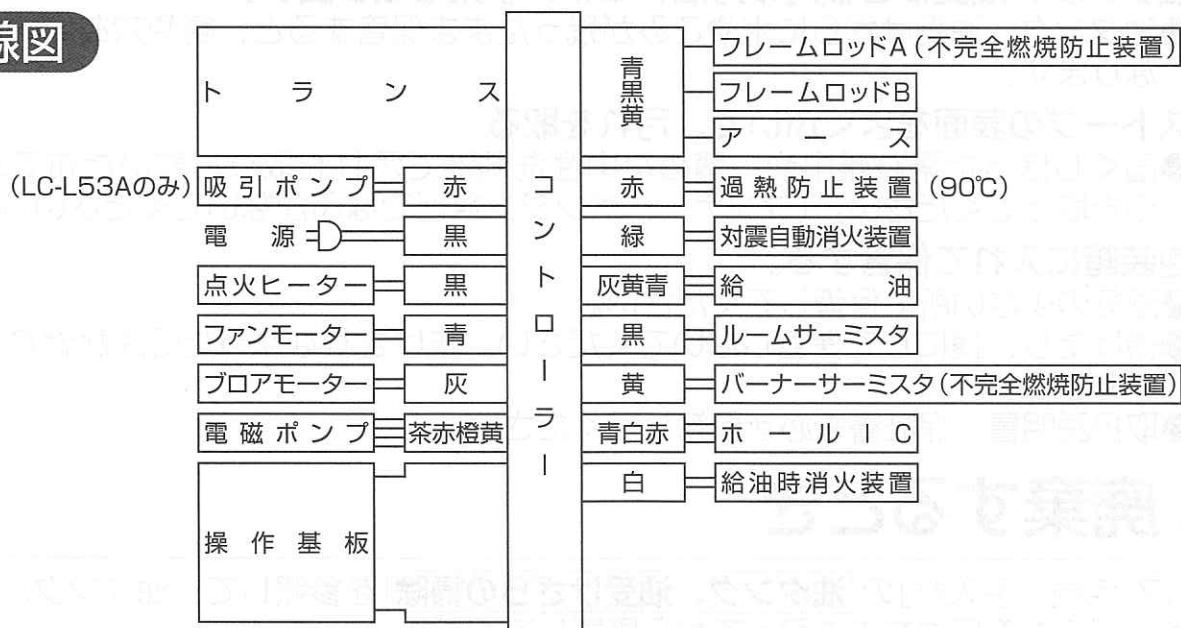 線図
トランス
(LC-L53Aのみ)
吸引ポンプ
赤
電源
黒
点火ヒーター
黒
ファンモーター
青
ブロアモーター
灰
電磁ポンプ
茶赤橙黄
操作基板
コントローラー
青黒黄
フレームロッドA(不完全燃焼防止装置)
フレームロッドB
アース
赤
過熱防止装置(90℃)
緑
対震自動消火装置
灰黄青
給油
黒
ルームサーミスタ
黄
バーナーサーミスタ(不完全燃焼防止装置)
青白赤
ホールIC
白
給油時消火装置